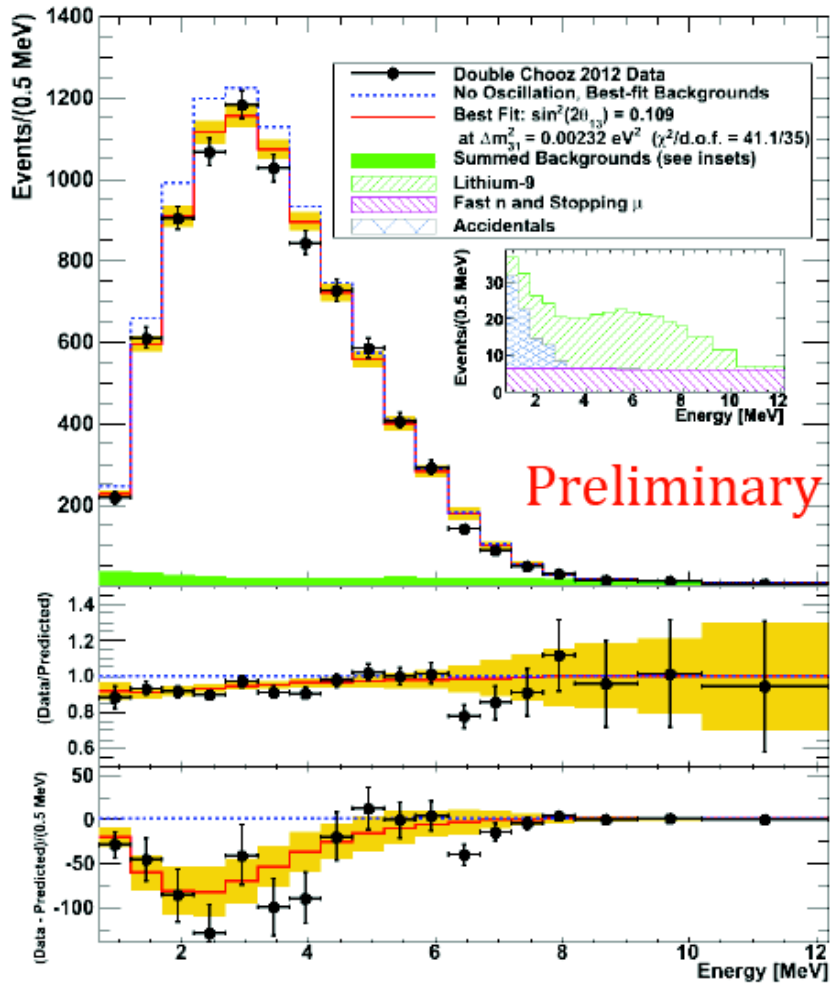 Events/(0.5 MeV)
1400
1200
1000
800
600
400
200
Double Chooz 2012 Data
No Oscillation, Best-fit Backgrounds
Best Fit: sin²(2θ₁₃) = 0.109
at Δm²₃₁ = 0.00232 eV² (χ²/d.o.f. = 41.1/35)
Summed Backgrounds (see insets)
Lithium-9
Fast n and Stopping μ
Accidentals
Events/(0.5 MeV)
30
20
10
0
2 4 6 8 10 12
Energy [MeV]
Preliminary
(Data/Predicted)
1.4
1.2
1.0
0.8
0.6
(Data - Predicted)/(0.5 MeV)
50
0
-50
-100
2 4 6 8 10 12
Energy [MeV]